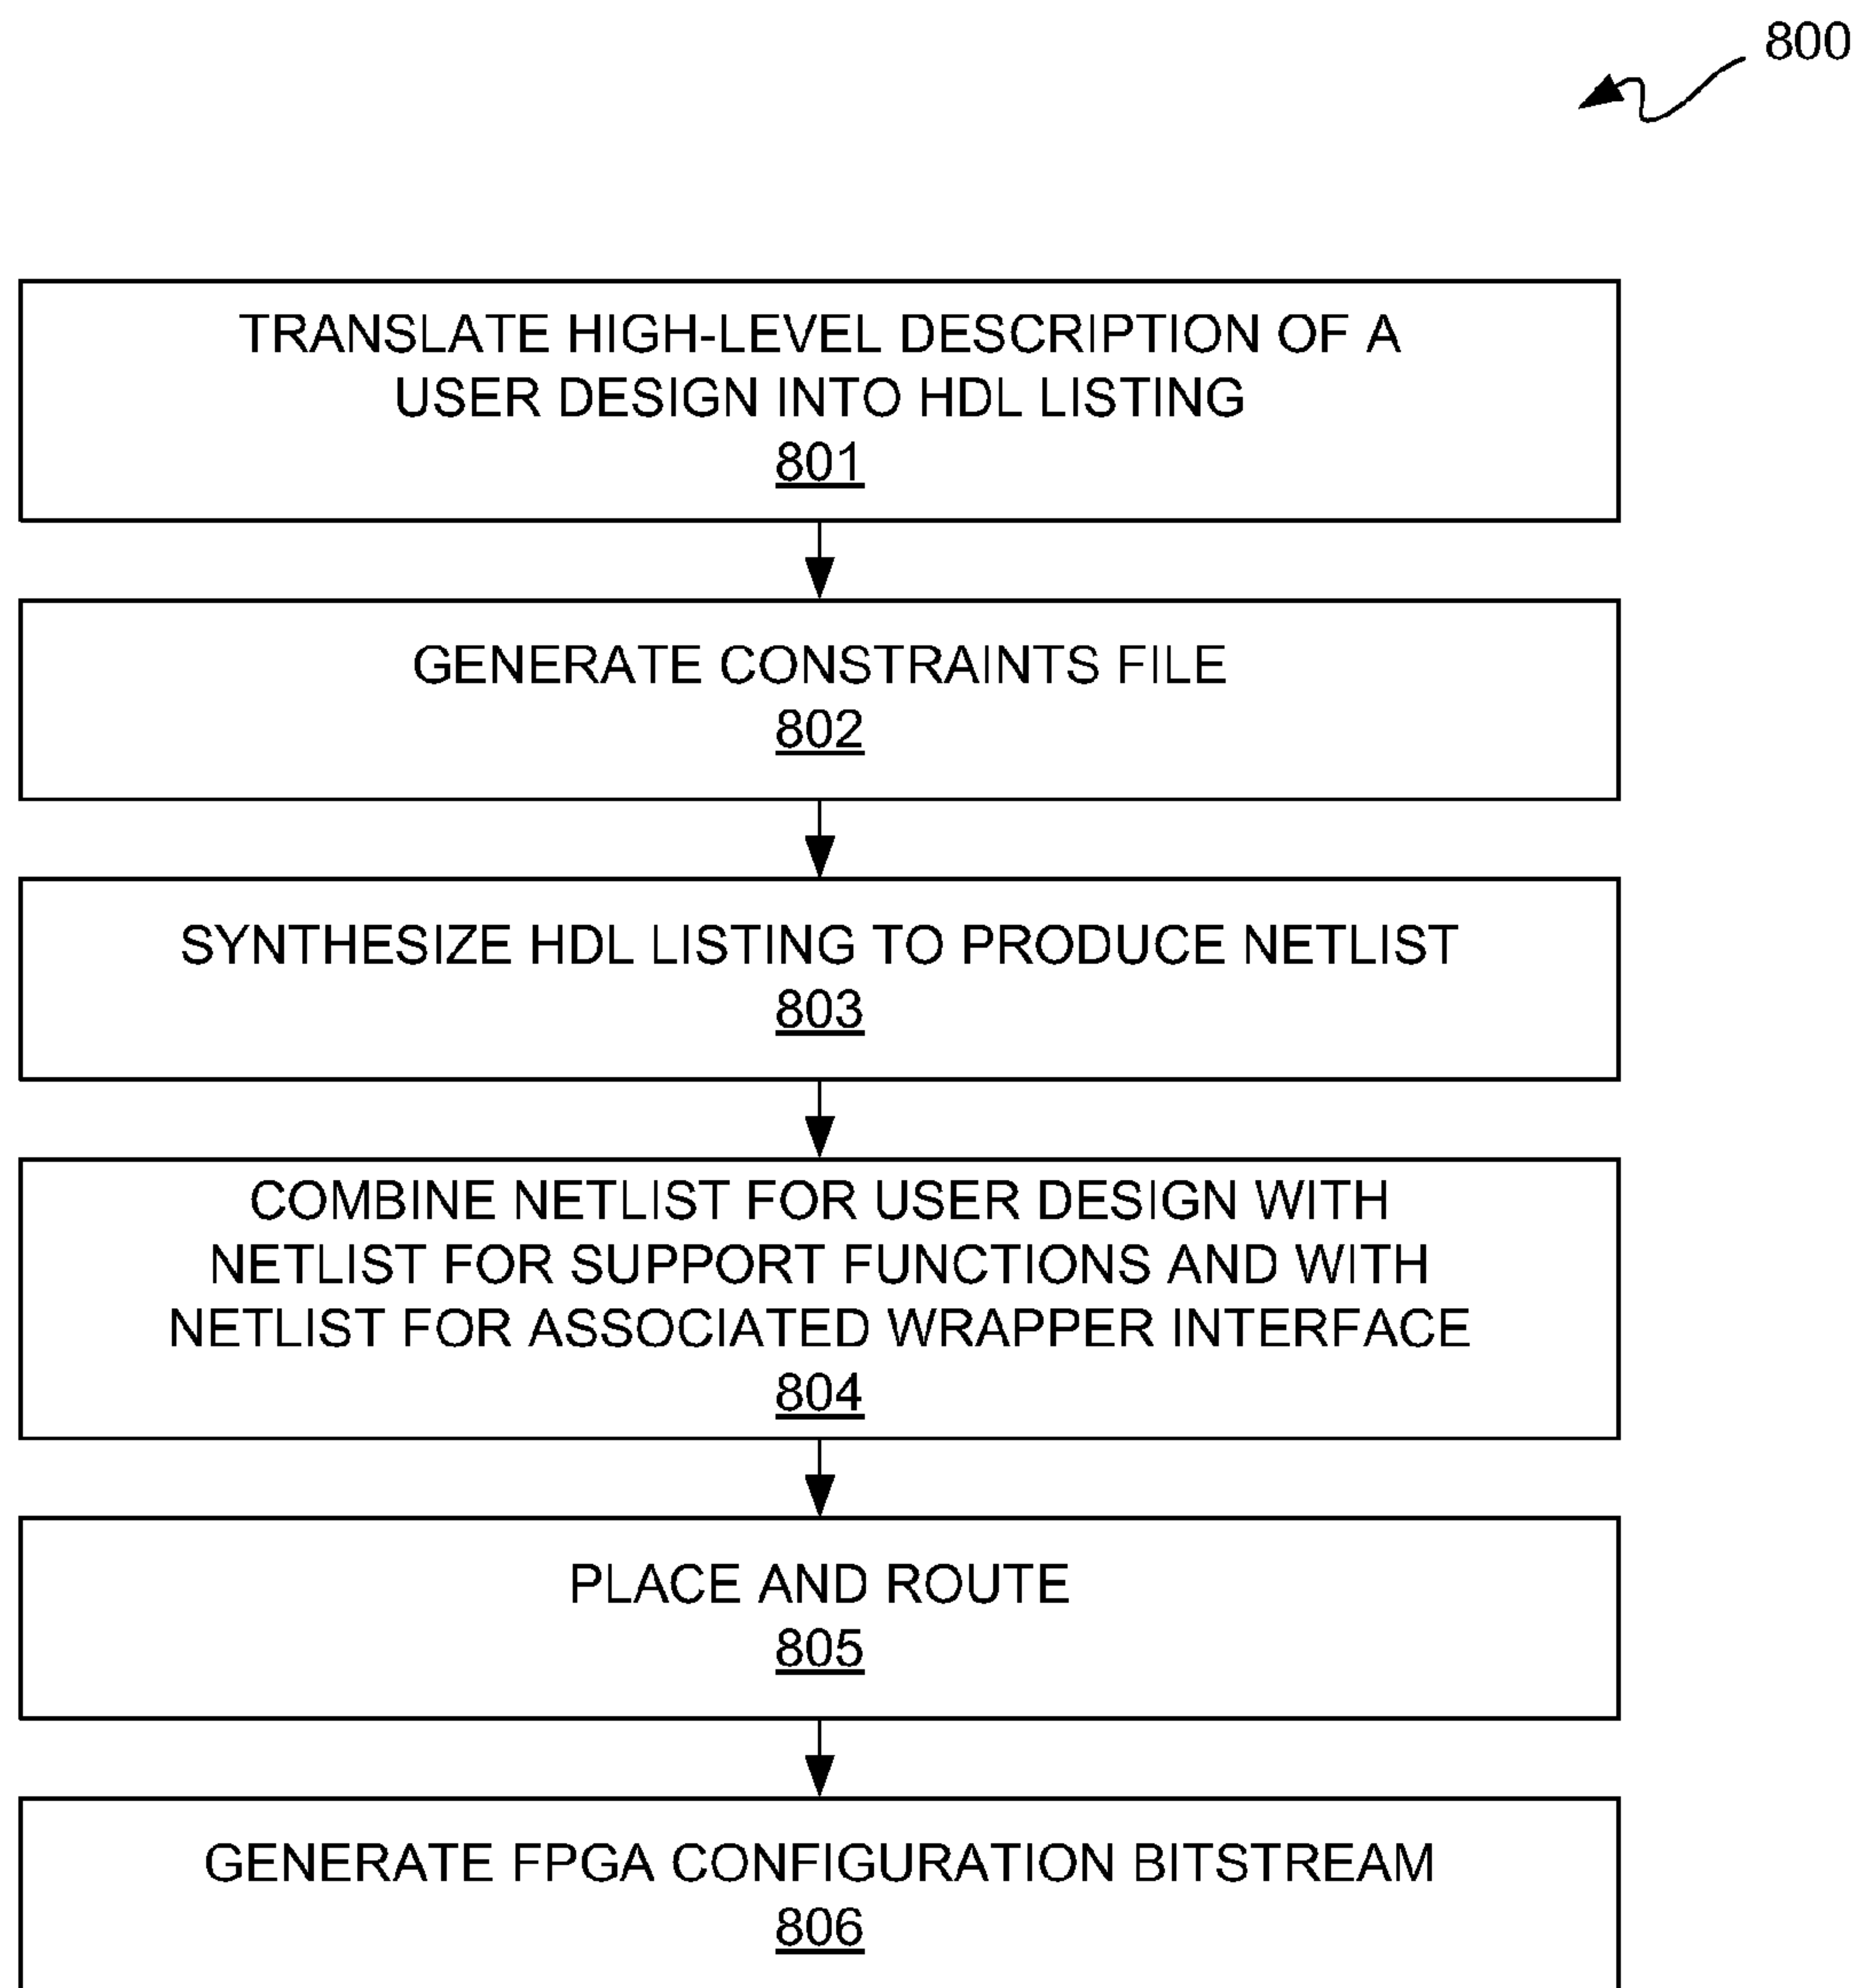 800
TRANSLATE HIGH-LEVEL DESCRIPTION OF A
USER DESIGN INTO HDL LISTING
801
GENERATE CONSTRAINTS FILE
802
SYNTHESIZE HDL LISTING TO PRODUCE NETLIST
803
COMBINE NETLIST FOR USER DESIGN WITH
NETLIST FOR SUPPORT FUNCTIONS AND WITH
NETLIST FOR ASSOCIATED WRAPPER INTERFACE
804
PLACE AND ROUTE
805
GENERATE FPGA CONFIGURATION BITSTREAM
806